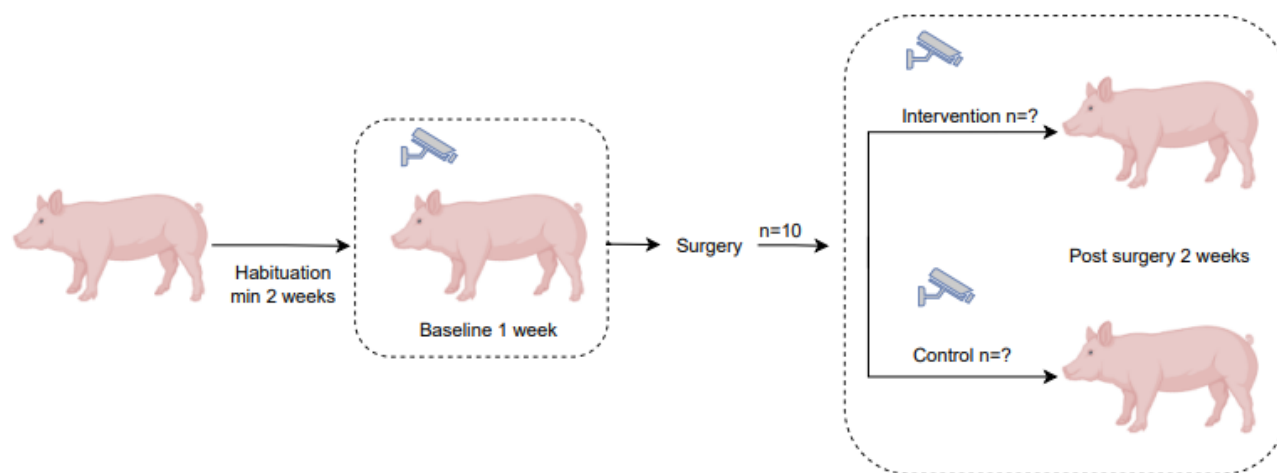 Habituation
min 2 weeks
Baseline 1 week
Surgery
n=10
Intervention n=?
Post surgery 2 weeks
Control n=?